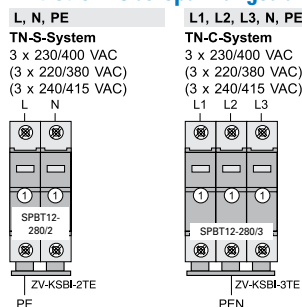 L, N, PE
TN-S-System
3 x 230/400 VAC
(3 x 220/380 VAC)
(3 x 240/415 VAC)
L N
1 1
SPBT12-
280/2
ZV-KSBI-2TE
PE
L1, L2, L3, N, PE
TN-C-System
3 x 230/400 VAC
(3 x 220/380 VAC)
(3 x 240/415 VAC)
L1 L2 L3
1 1 1
SPBT12-280/3
ZV-KSBI-3TE
PEN